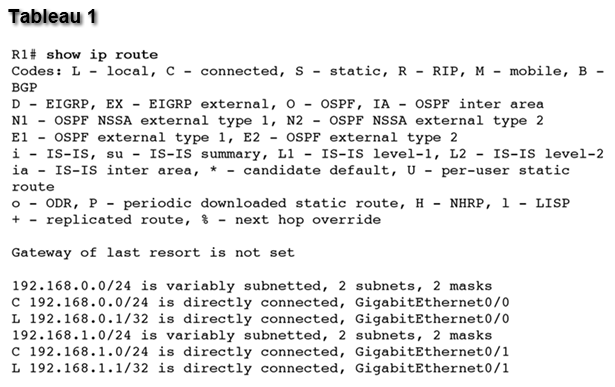 Tableau 1
R1# show ip route
Codes: L - local, C - connected, S - static, R - RIP, M - mobile, B -
BGP
D - EIGRP, EX - EIGRP external, O - OSPF, IA - OSPF inter area
N1 - OSPF NSSA external type 1, N2 - OSPF NSSA external type 2
E1 - OSPF external type 1, E2 - OSPF external type 2
i - IS-IS, su - IS-IS summary, L1 - IS-IS level-1, L2 - IS-IS level-2
ia - IS-IS inter area, * - candidate default, U - per-user static
route
o - ODR, P - periodic downloaded static route, H - NHRP, l - LISP
+ - replicated route, % - next hop override
Gateway of last resort is not set
192.168.0.0/24 is variably subnetted, 2 subnets, 2 masks
C 192.168.0.0/24 is directly connected, GigabitEthernet0/0
L 192.168.0.1/32 is directly connected, GigabitEthernet0/0
192.168.1.0/24 is variably subnetted, 2 subnets, 2 masks
C 192.168.1.0/24 is directly connected, GigabitEthernet0/1
L 192.168.1.1/32 is directly connected, GigabitEthernet0/1